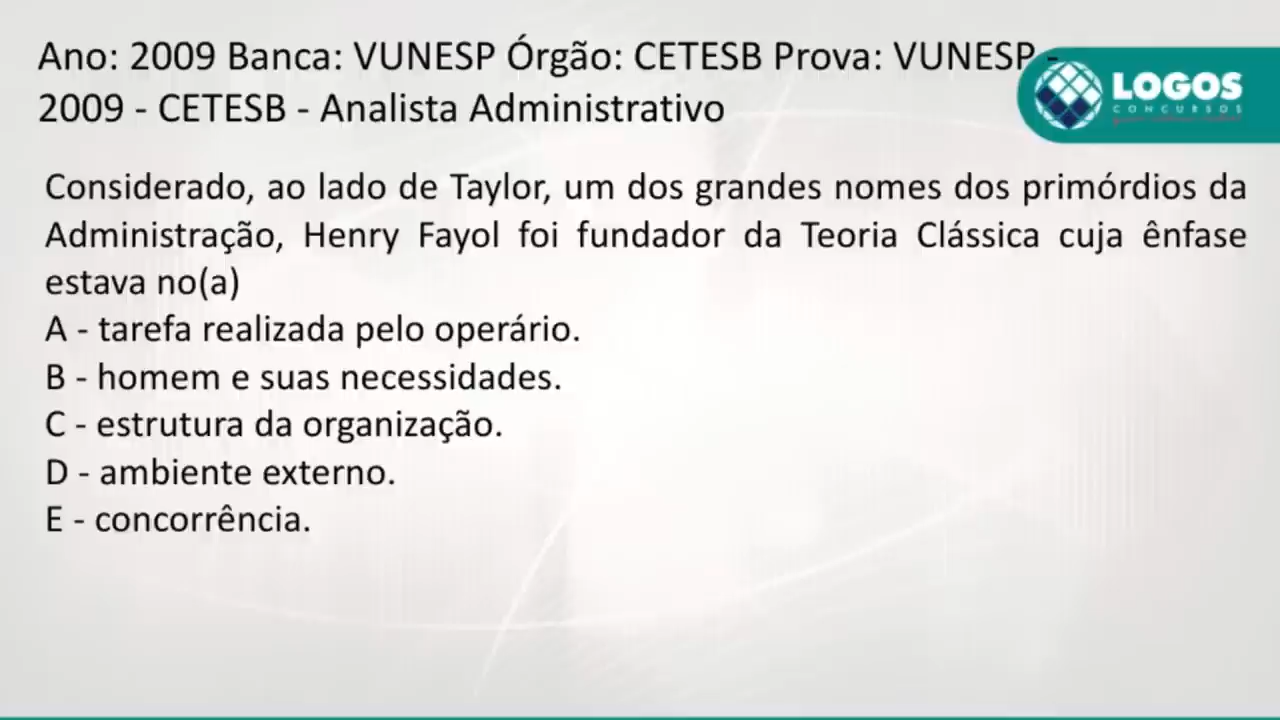 Ano: 2009 Banca: VUNESP Órgão: CETESB Prova: VUNESP -
2009 - CETESB - Analista Administrativo
LOGOS
CONCURSOS
Considerado, ao lado de Taylor, um dos grandes nomes dos primórdios da
Administração, Henry Fayol foi fundador da Teoria Clássica cuja ênfase
estava no(a)
A - tarefa realizada pelo operário.
B - homem e suas necessidades.
C - estrutura da organização.
D - ambiente externo.
E - concorrência.